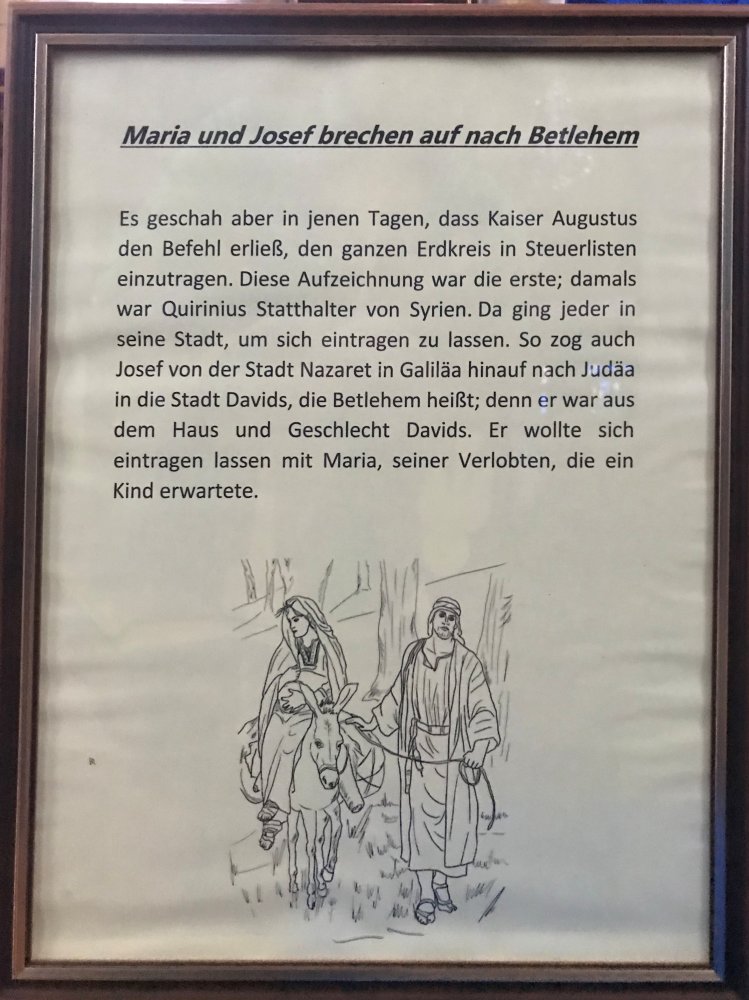 Maria und Josef brechen auf nach Betlehem
Es geschah aber in jenen Tagen, dass Kaiser Augustus
den Befehl erließ, den ganzen Erdkreis in Steuerlisten
einzutragen. Diese Aufzeichnung war die erste; damals
war Quirinius Statthalter von Syrien. Da ging jeder in
seine Stadt, um sich eintragen zu lassen. So zog auch
Josef von der Stadt Nazaret in Galiläa hinauf nach Judäa
in die Stadt Davids, die Betlehem heißt; denn er war aus
dem Haus und Geschlecht Davids. Er wollte sich
eintragen lassen mit Maria, seiner Verlobten, die ein
Kind erwartete.